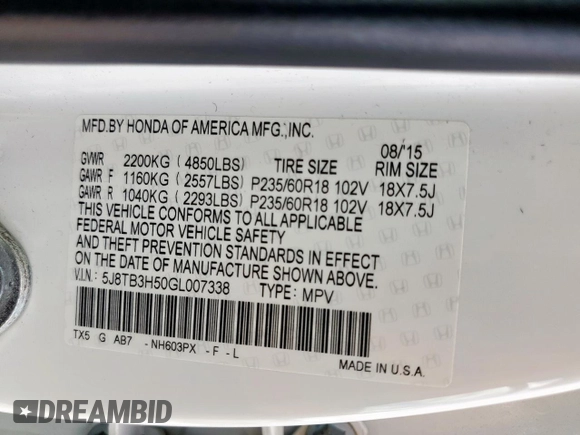 MFD.BY HONDA OF AMERICA MFG.,INC.
08/'15
GVWR 2200KG (4850LBS) TIRE SIZE RIM SIZE
GAWR F 1160KG (2557LBS) P235/60R18 102V 18X7.5J
GAWR R 1040KG (2293LBS) P235/60R18 102V 18X7.5J
THIS VEHICLE CONFORMS TO ALL APPLICABLE
FEDERAL MOTOR VEHICLE SAFETY
AND THEFT PREVENTION STANDARDS IN EFFECT
ON THE DATE OF MANUFACTURE SHOWN ABOVE.
V.I.N.: 5J8TB3H50GL007338 TYPE: MPV
TX5 G AB7 -NH603PX -F -L
MADE IN U.S.A.
DREAMBID